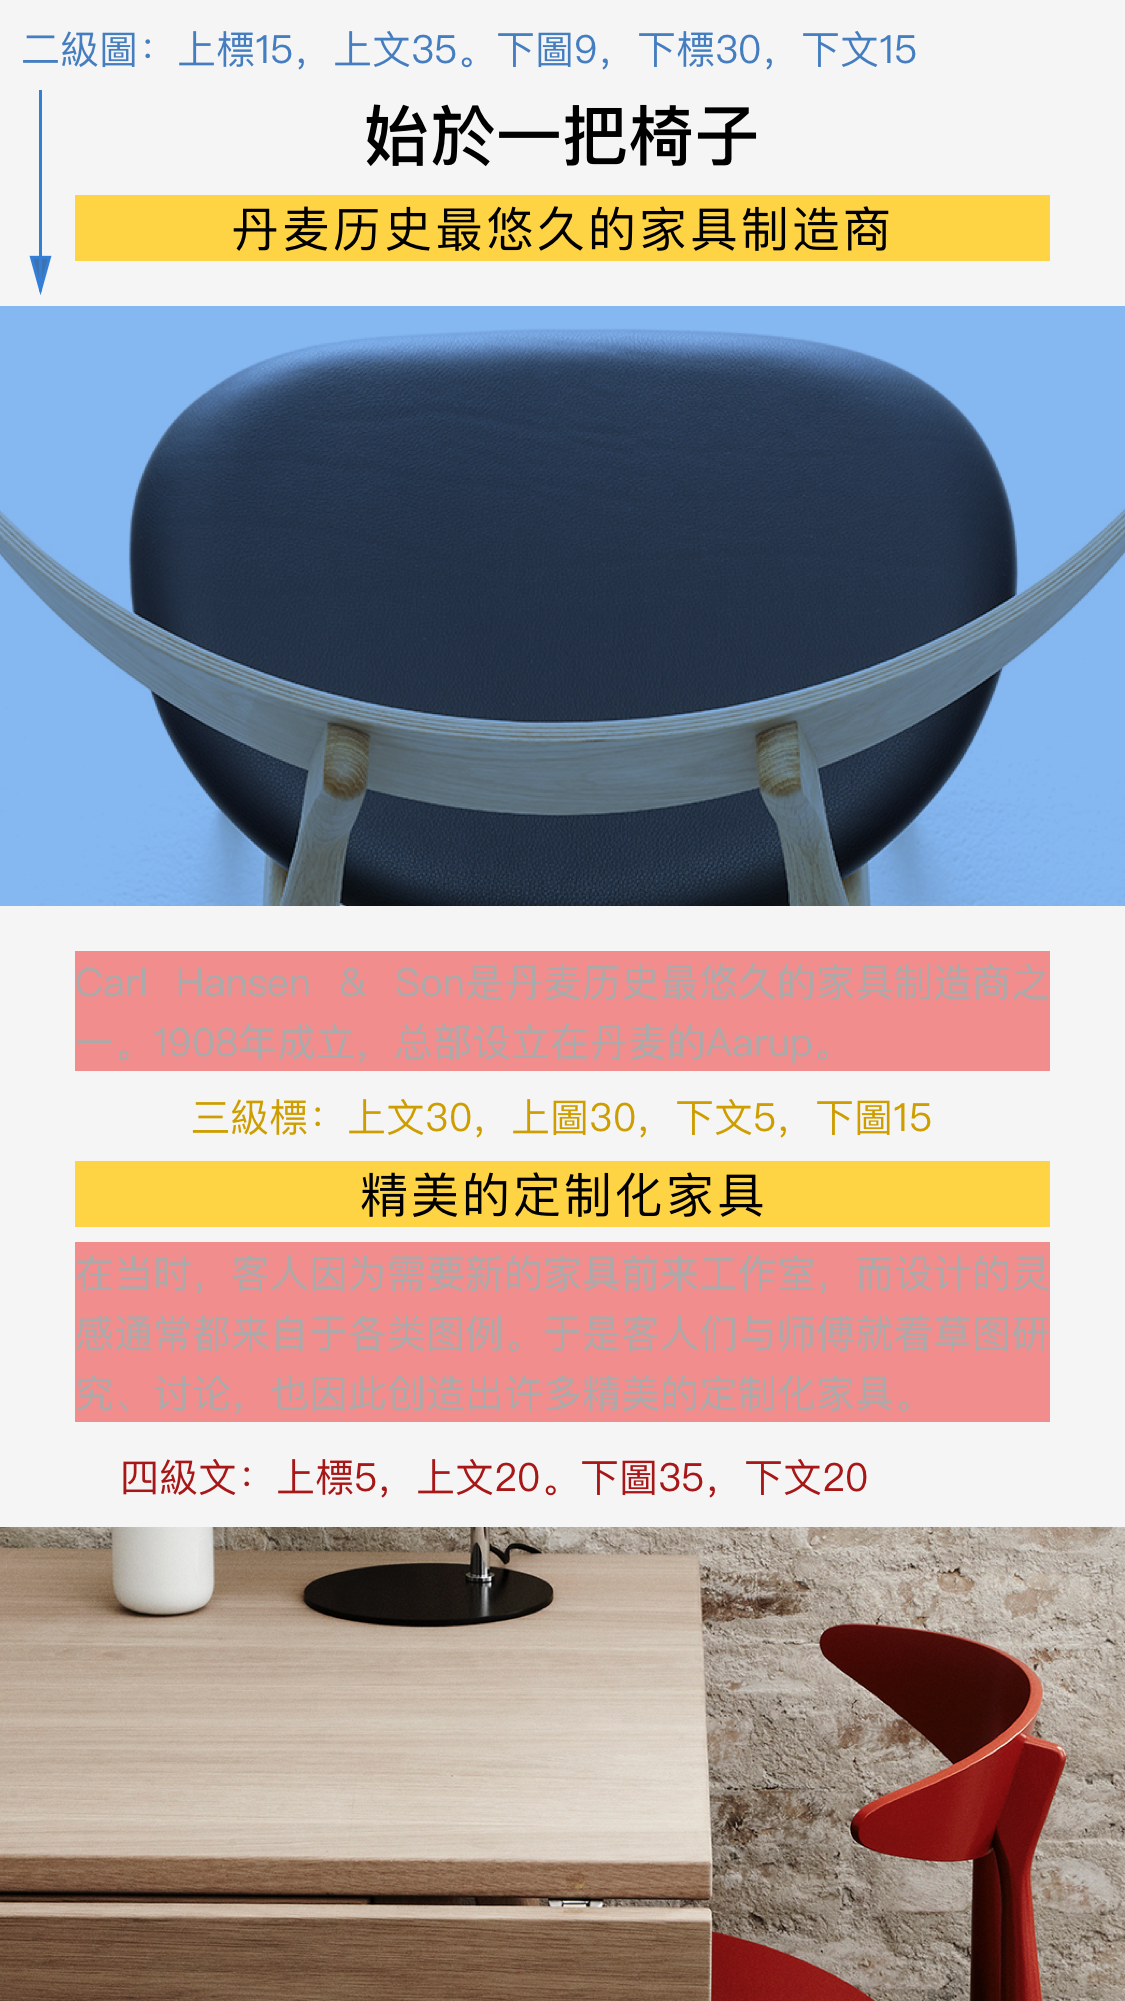 二級圖：上標15，上文35。下圖9，下標30，下文15
始於一把椅子
丹麦历史最悠久的家具制造商
Carl Hansen & Son是丹麦历史最悠久的家具制造商之
一。1908年成立，总部设立在丹麦的Aarup。
三級標：上文30，上圖30，下文5，下圖15
精美的定制化家具
在当时，客人因为需要新的家具前来工作室，而设计的灵
感通常都来自于各类图例。于是客人们与师傅就着草图研
究、讨论，也因此创造出许多精美的定制化家具。
四級文：上標5，上文20。下圖35，下文20